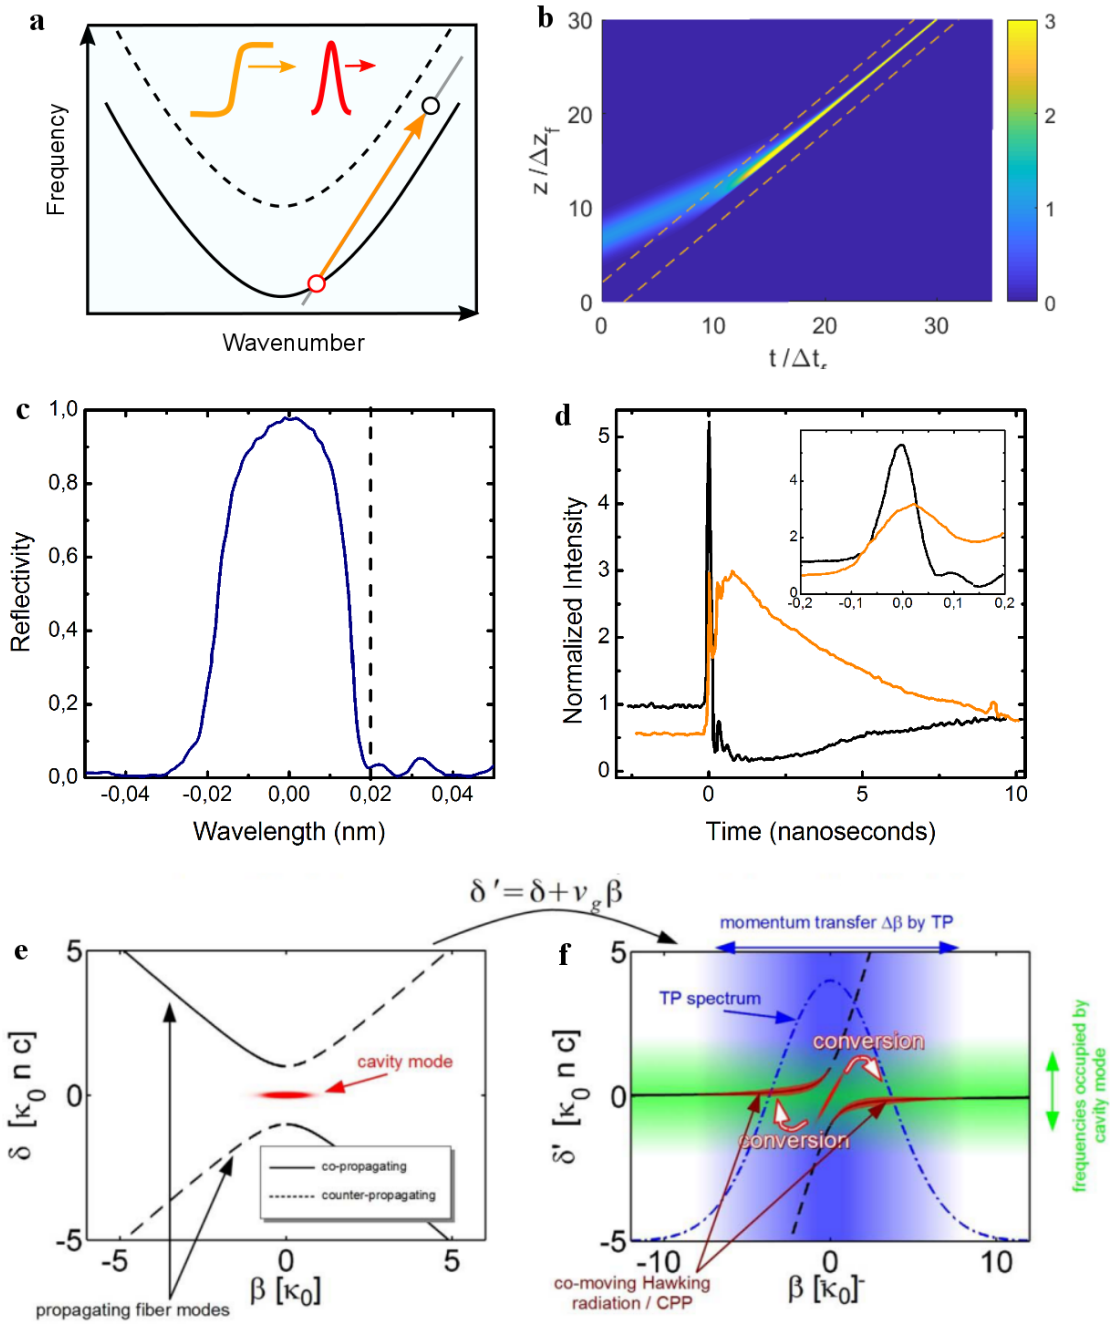 a
Frequency
Wavenumber
b
30
20
10
0
z/Δz_f
0
10
20
30
3
2
1
0
c
1,0
0,8
0,6
0,4
0,2
0,0
Reflectivity
-0,04
-0,02
0,00
0,02
0,04
Wavelength (nm)
d
5
4
3
2
1
0
Normalized Intensity
4
2
0
-0,2
-0,1
0,0
0,1
0,2
0
5
10
Time (nanoseconds)
δ'=δ+v_gβ
e
5
0
-5
δ [κ₀ n c]
cavity mode
co-propagating
counter-propagating
-5
0
5
β [κ₀]
propagating fiber modes
momentum transfer Δβ by TP
f
5
0
-5
δ' [κ₀ n c]
TP spectrum
conversion
conversion
frequencies occupied by
cavity mode
-10
0
10
co-moving Hawking
radiation / CPP
β [κ₀]-